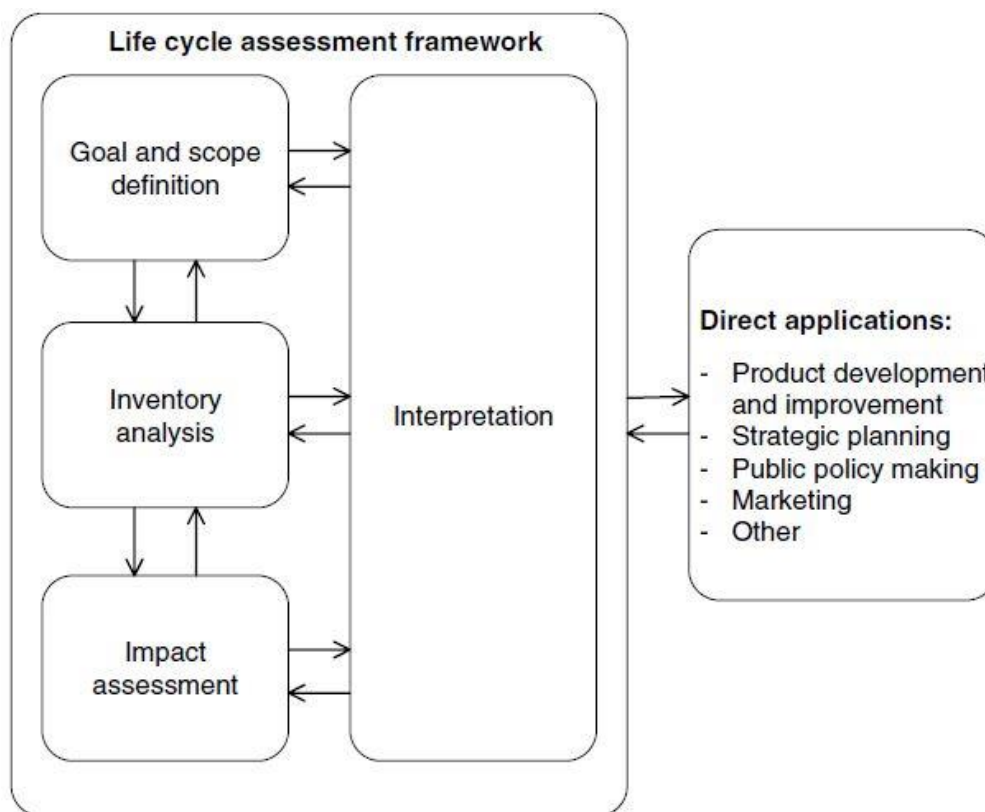 Life cycle assessment framework
Goal and scope
definition
Inventory
analysis
Impact
assessment
Interpretation
Direct applications:
- Product development
and improvement
- Strategic planning
- Public policy making
- Marketing
- Other